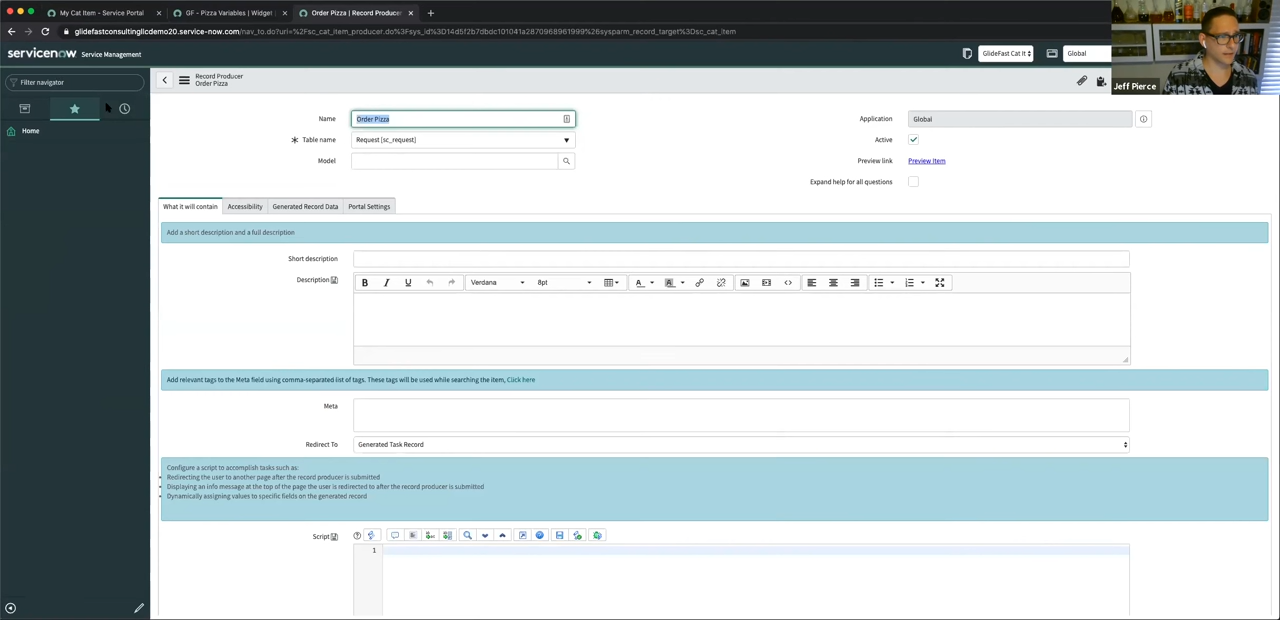 My Cat Item - Service Portal
GF - Pizza Variables | Widget
Order Pizza | Record Producer
glidefastconsultingllcdemo20.service-now.com/nav_to.do?uri=%2Fsc_cat_item_producer.do%3Fsys_id%3D14d5f2b7dbdc101041a2870968961999%26sysparm_record_target%3Dsc_cat_item
servicenow Service Management
GlideFast Cat It
Global
Jeff Pierce
Filter navigator
Home
Record Producer
Order Pizza
Name
Order Pizza
Application
Global
Table name
Request [sc_request]
Active
Model
Preview link
Preview Item
Expand help for all questions
What it will contain
Accessibility
Generated Record Data
Portal Settings
Add a short description and a full description
Short description
Description
B I U
Verdana
8pt
A
A
Add relevant tags to the Meta field using comma-separated list of tags. These tags will be used while searching the item, Click here
Meta
Redirect To
Generated Task Record
Configure a script to accomplish tasks such as:
Redirecting the user to another page after the record producer is submitted
Displaying an info message at the top of the page the user is redirected to after the record producer is submitted
Dynamically assigning values to specific fields on the generated record
Script
1